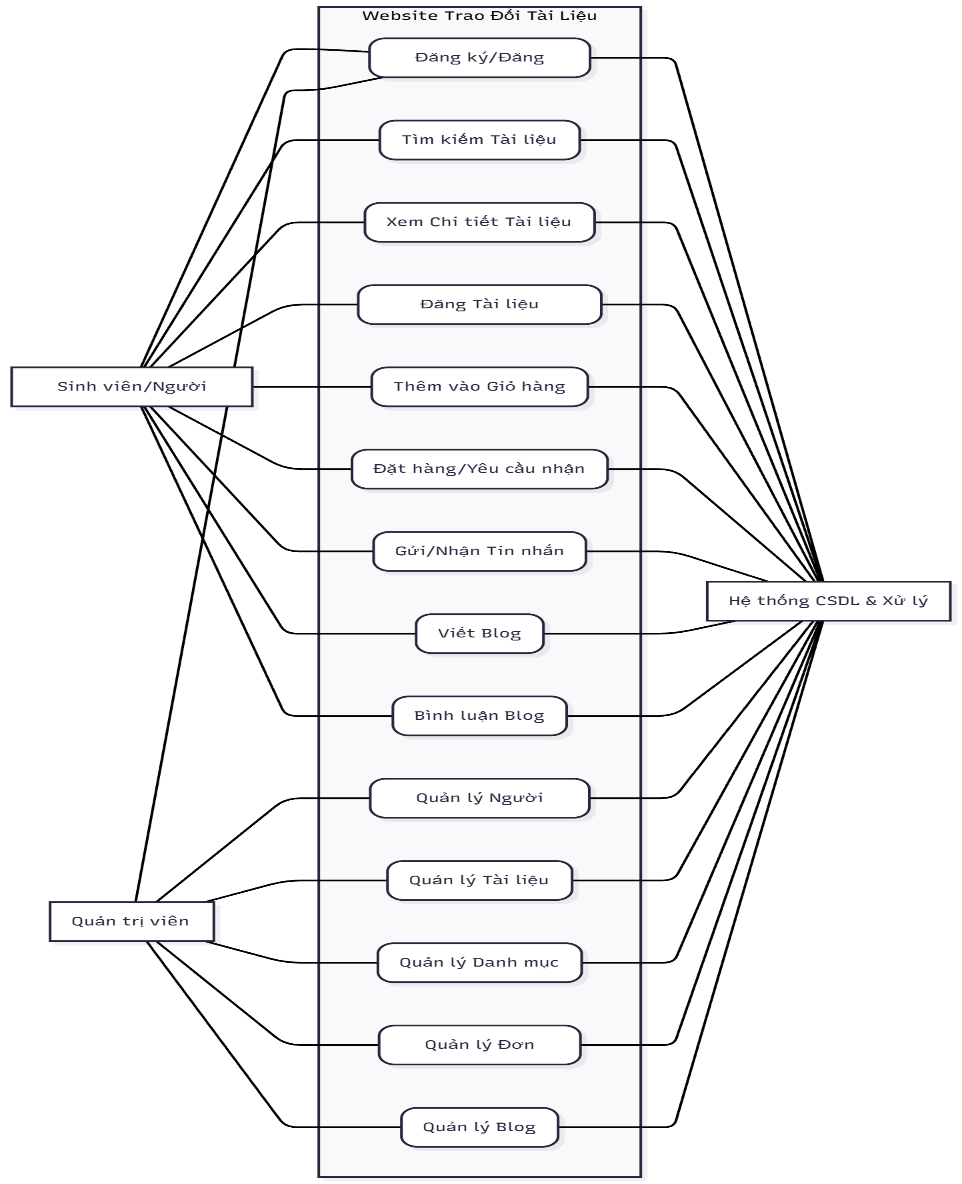 Website Trao Đổi Tài Liệu
Đăng ký/Đăng
Tìm kiếm Tài liệu
Xem Chi tiết Tài liệu
Đăng Tài liệu
Sinh viên/Người
Thêm vào Giỏ hàng
Đặt hàng/Yêu cầu nhận
Gửi/Nhận Tin nhắn
Hệ thống CSDL & Xử lý
Viết Blog
Bình luận Blog
Quản lý Người
Quản lý Tài liệu
Quản trị viên
Quản lý Danh mục
Quản lý Đơn
Quản lý Blog